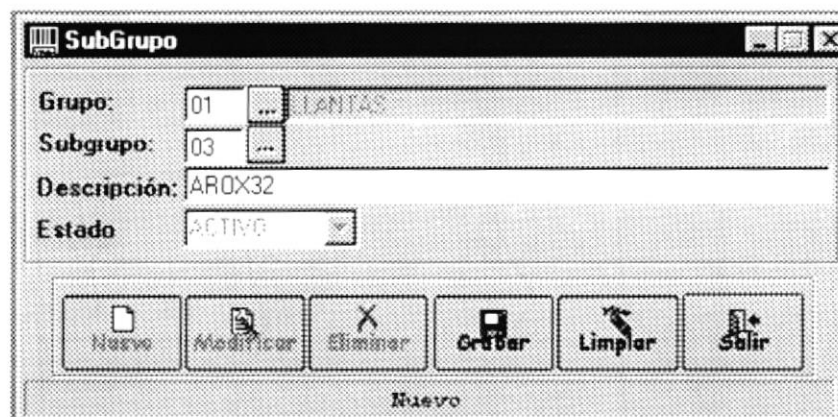 SubGrupo
Grupo: 01 ... LLANTAS
Subgrupo: 03 ...
Descripción: AROX32
Estado ACTIVO
Nuevo Modificar Eliminar Grabar Limpiar Salir
Nuevo